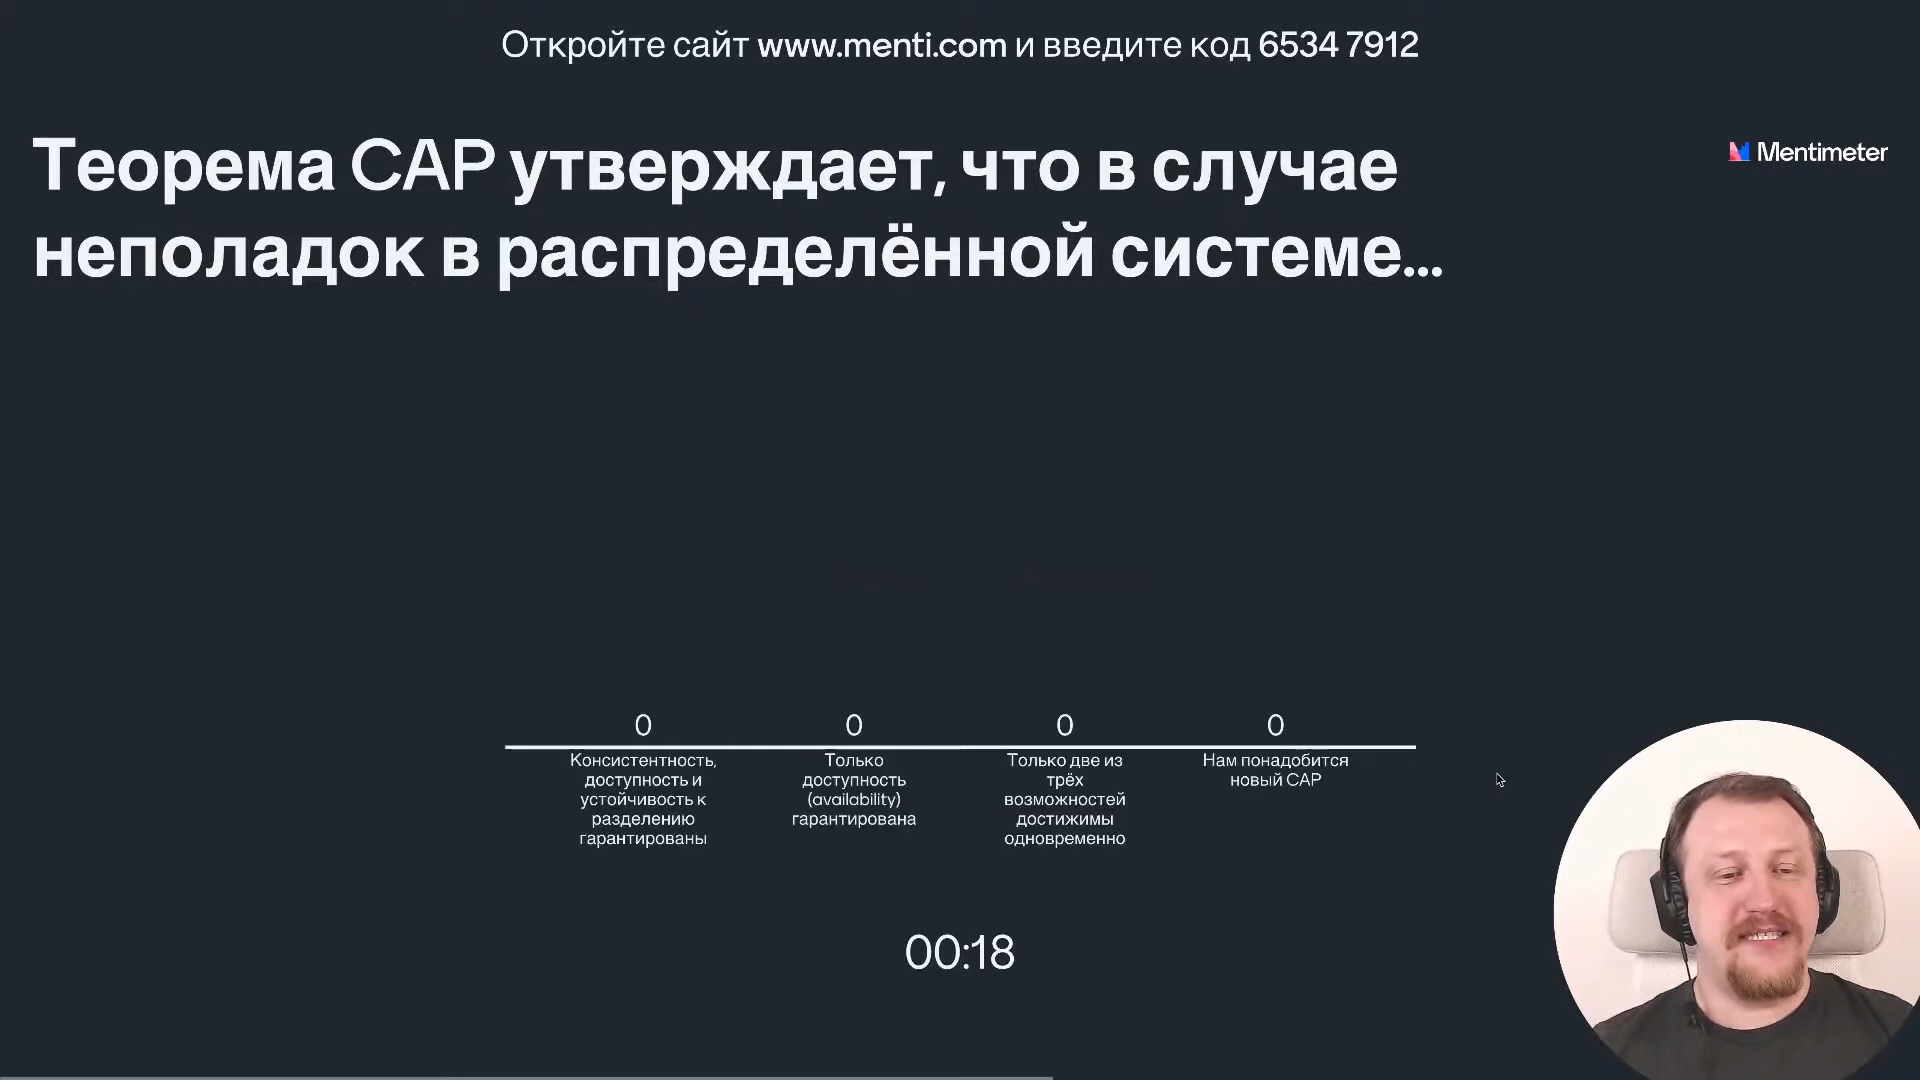 Откройте сайт www.menti.com и введите код 6534 7912
Теорема CAP утверждает, что в случае
неполадок в распределённой системе...
Mentimeter
0
0
0
0
Консистентность,
доступность и
устойчивость к
разделению
гарантированы
Только
доступность
(availability)
гарантирована
Только две из
трёх
возможностей
достижимы
одновременно
Нам понадобится
новый CAP
00:18